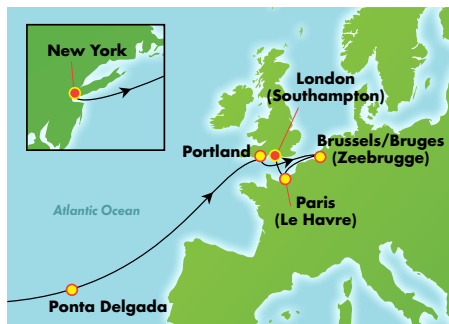 New York
London
(Southampton)
Portland
Brussels/Bruges
(Zeebrugge)
Paris
(Le Havre)
Atlantic Ocean
Ponta Delgada